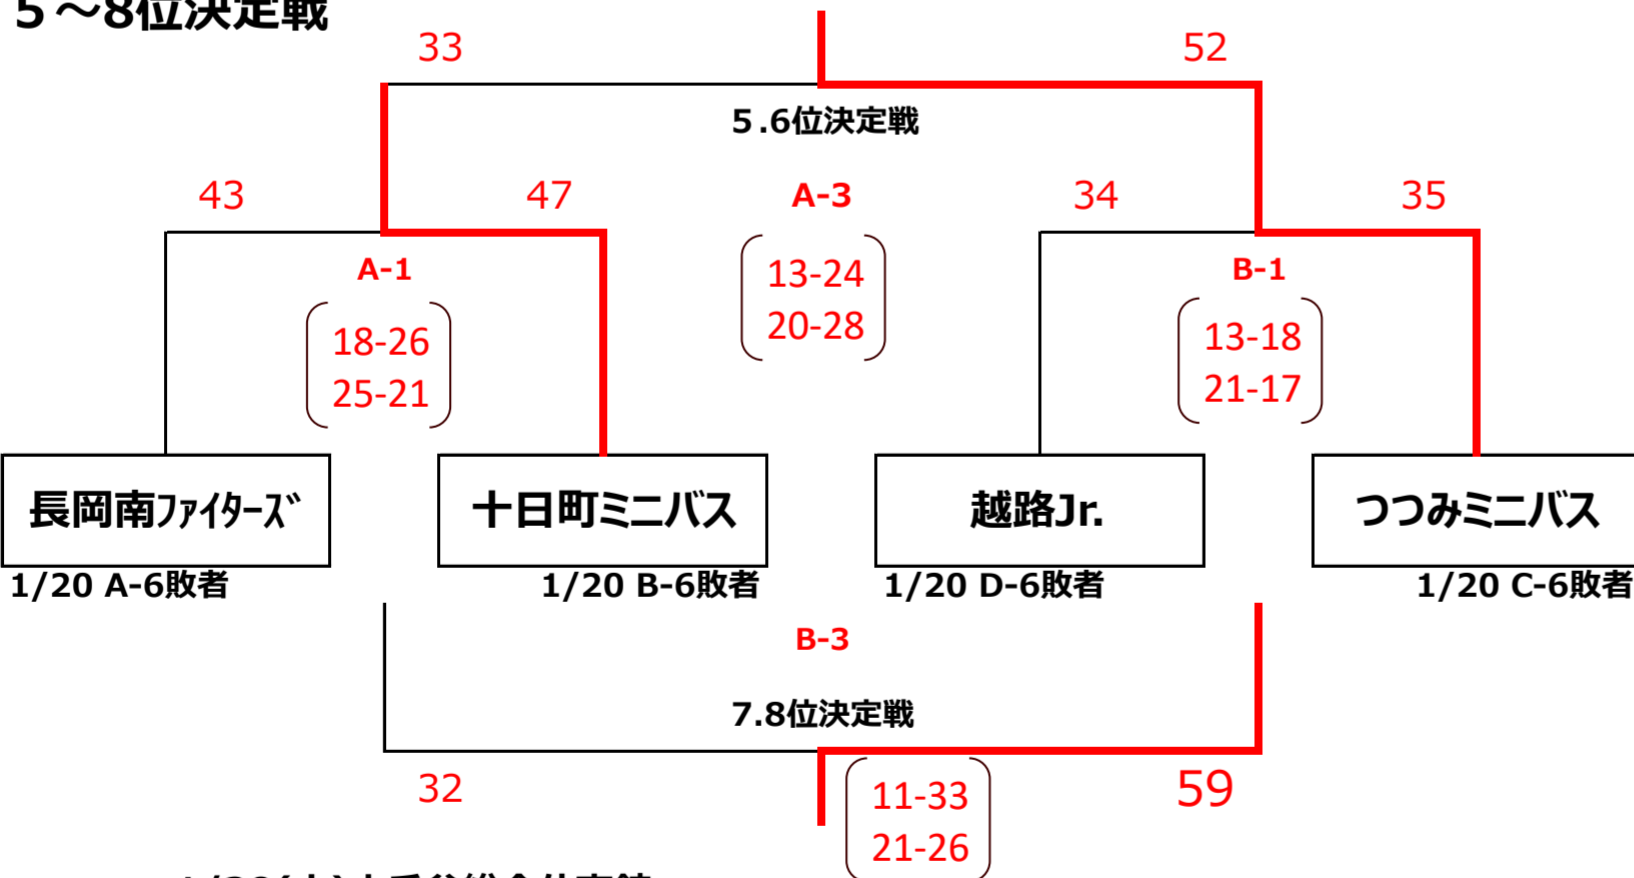 5～8位決定戦
33
52
5.6位決定戦
43
47
A-3
34
35
A-1
13-24
B-1
18-26
20-28
13-18
25-21
21-17
長岡南ﾌｧｲﾀｰｽﾞ
十日町ミニバス
越路Jr.
つつみミニバス
1/20 A-6敗者
1/20 B-6敗者
1/20 D-6敗者
1/20 C-6敗者
B-3
7.8位決定戦
32
11-33
59
21-26